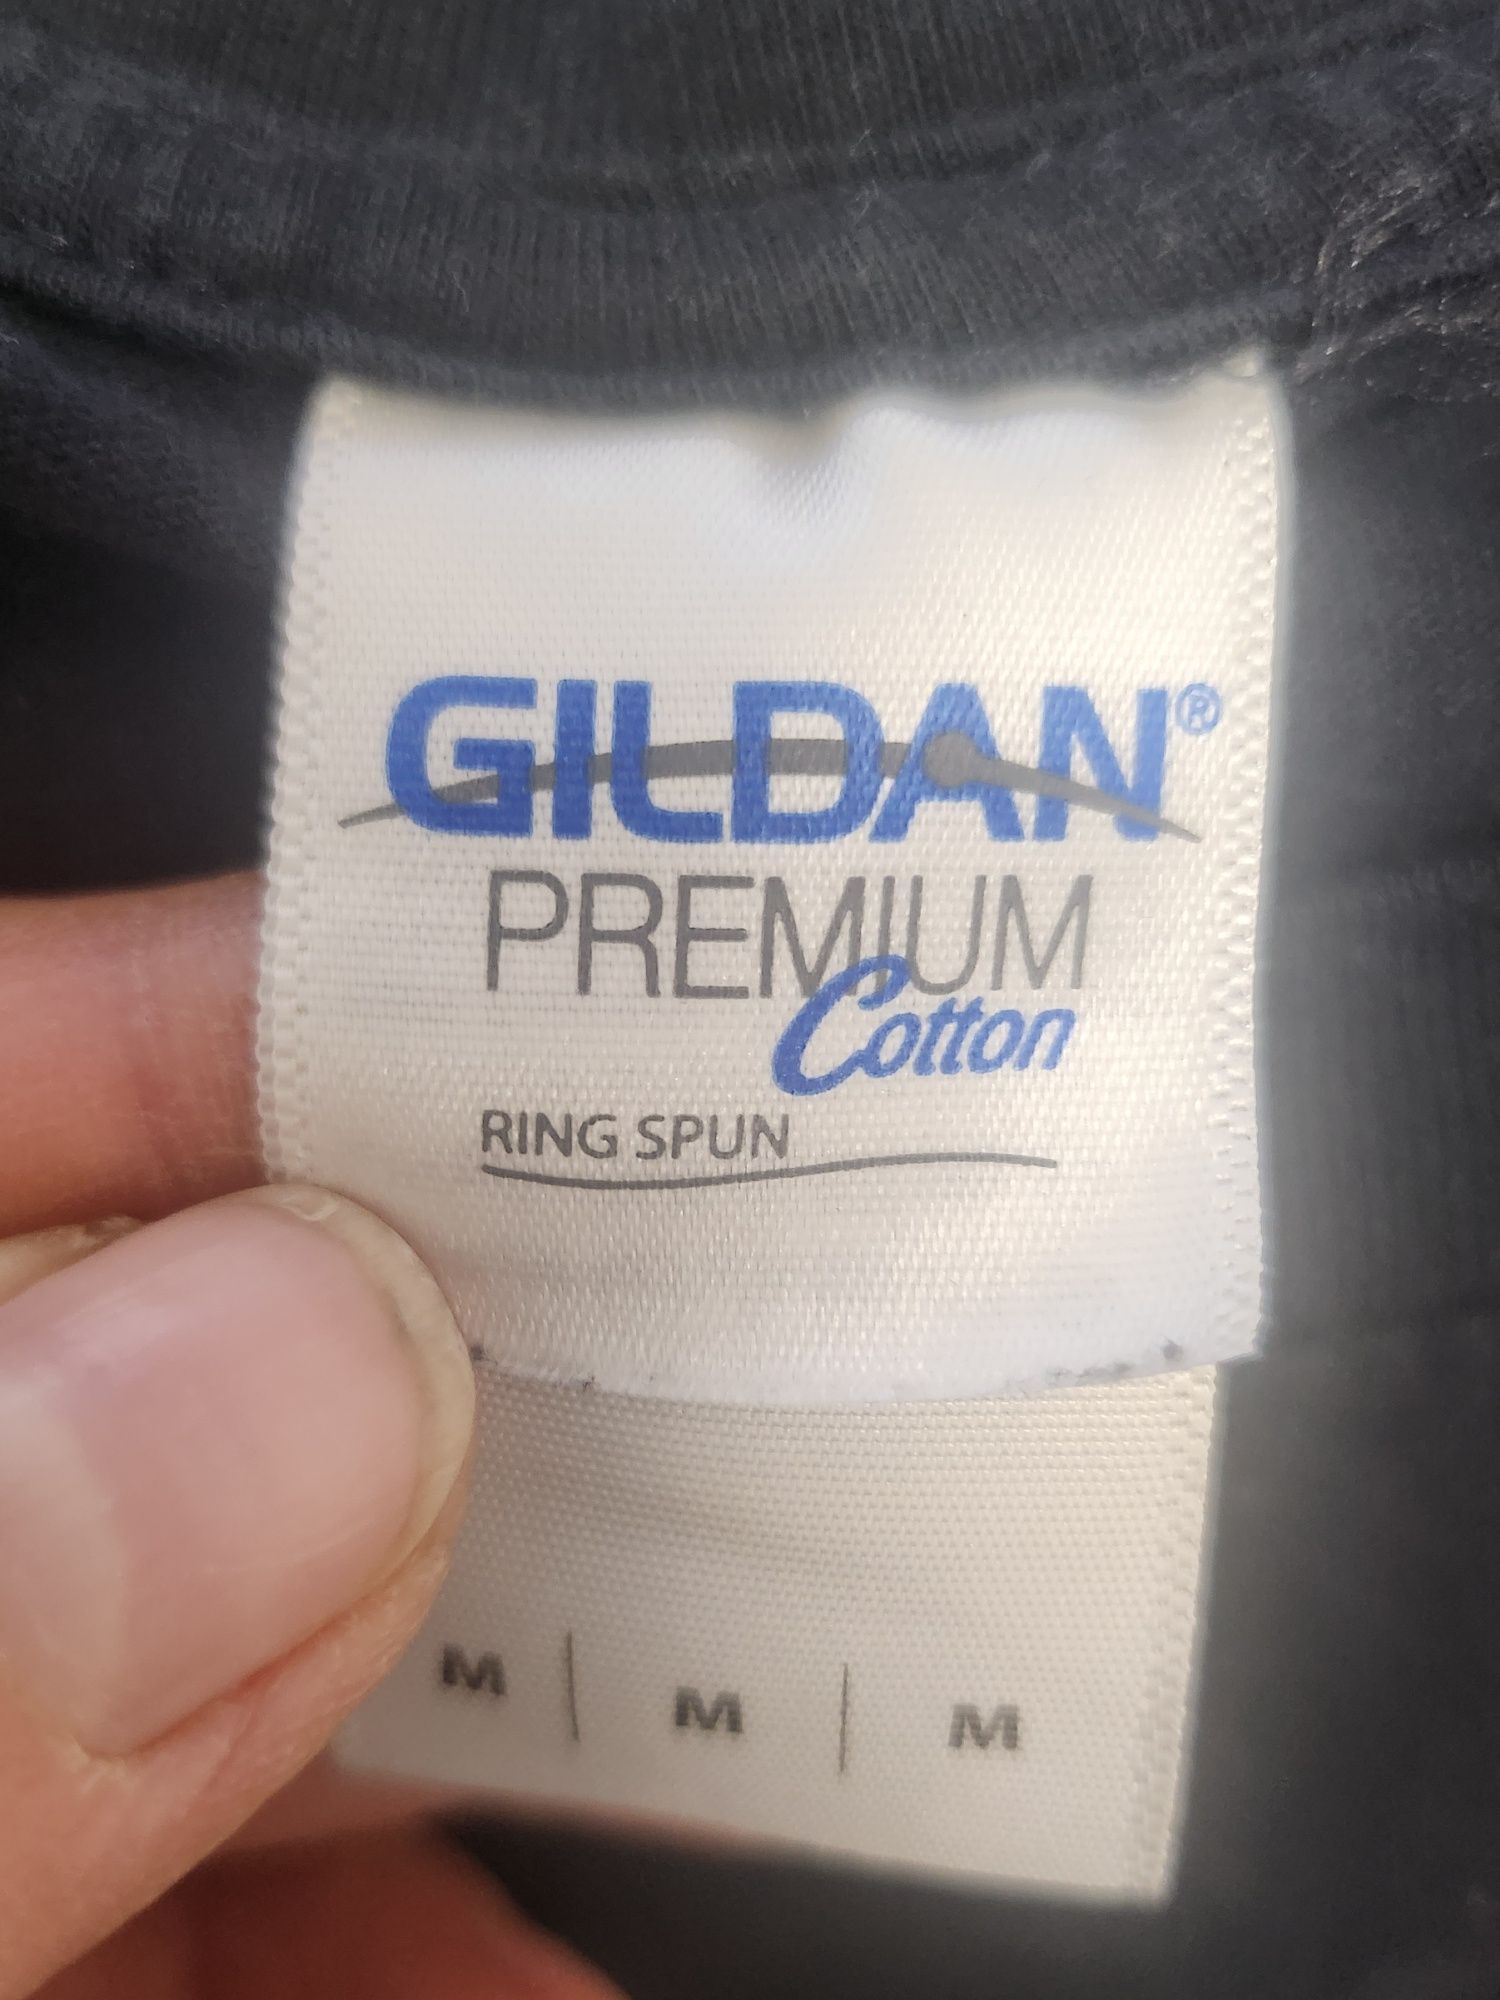 GILDAN®
PREMIUM
Cotton
RING SPUN
M | M | M